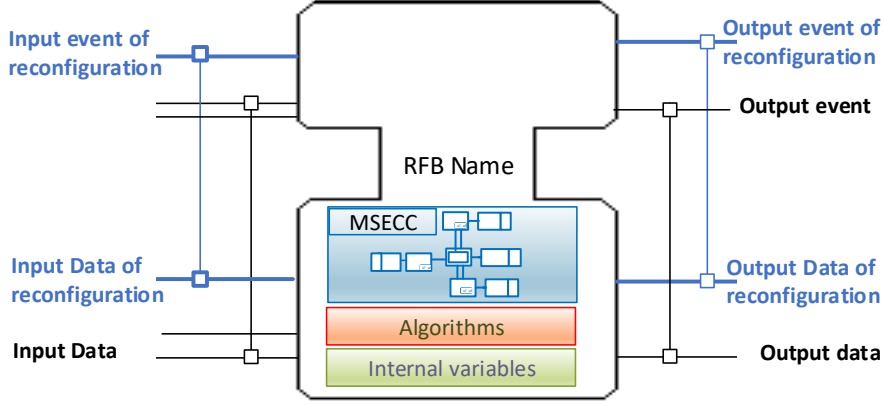 Input event of
reconfiguration
Output event of
reconfiguration
Output event
RFB Name
MSECC
Input Data of
reconfiguration
Output Data of
reconfiguration
Algorithms
Input Data
Internal variables
Output data